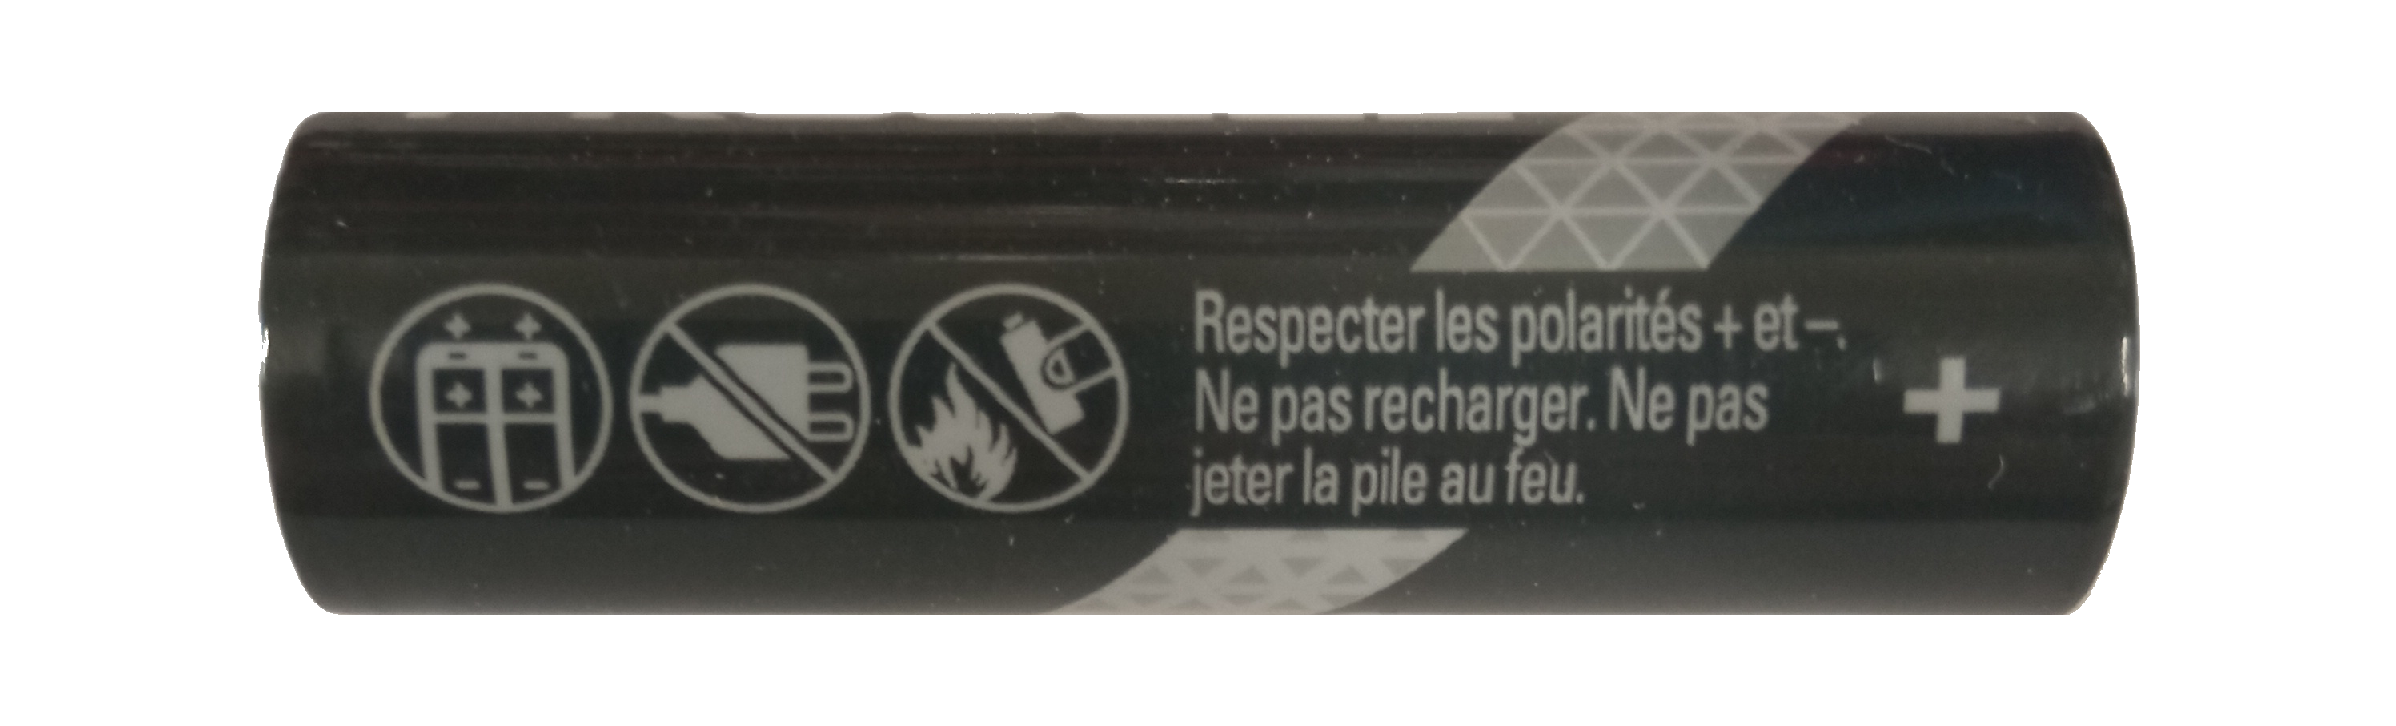 Respecter les polarités + et –.
Ne pas recharger. Ne pas
jeter la pile au feu.
+